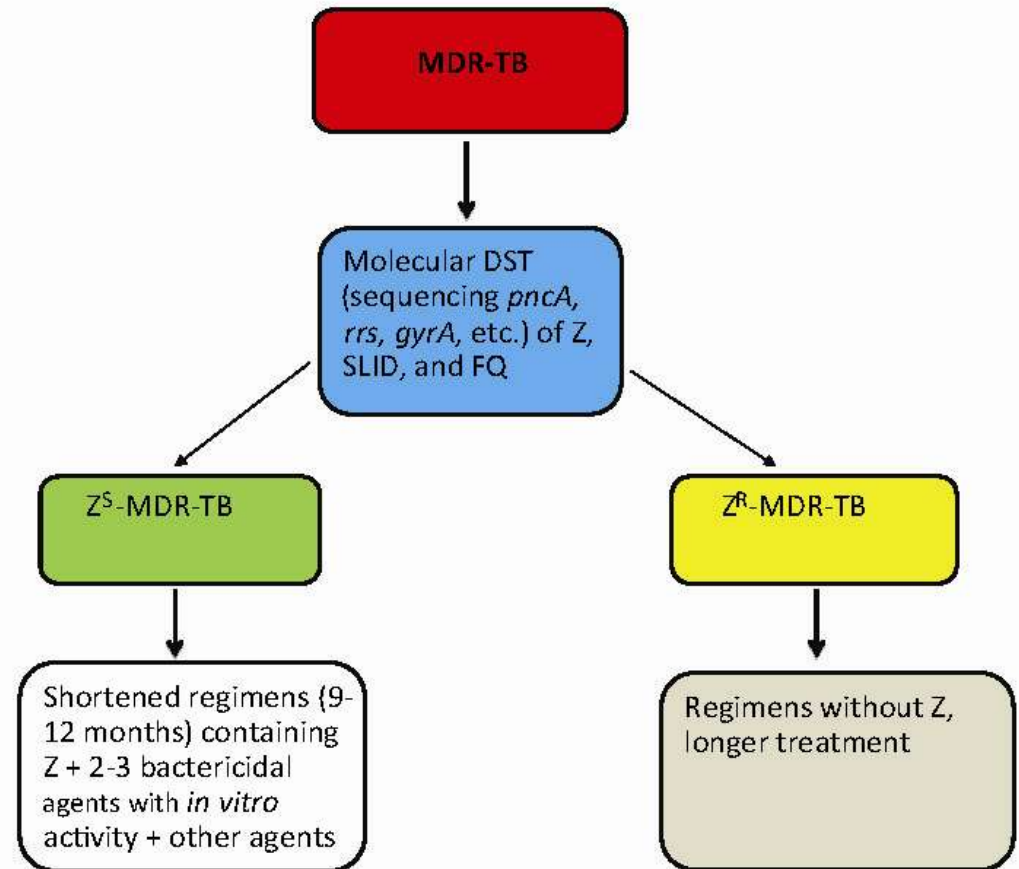 MDR-TB
Molecular DST
(sequencing pncA,
rrs, gyrA, etc.) of Z,
SLID, and FQ
Zˢ-MDR-TB
Zᴿ-MDR-TB
Shortened regimens (9-
12 months) containing
Z + 2-3 bactericidal
agents with in vitro
activity + other agents
Regimens without Z,
longer treatment